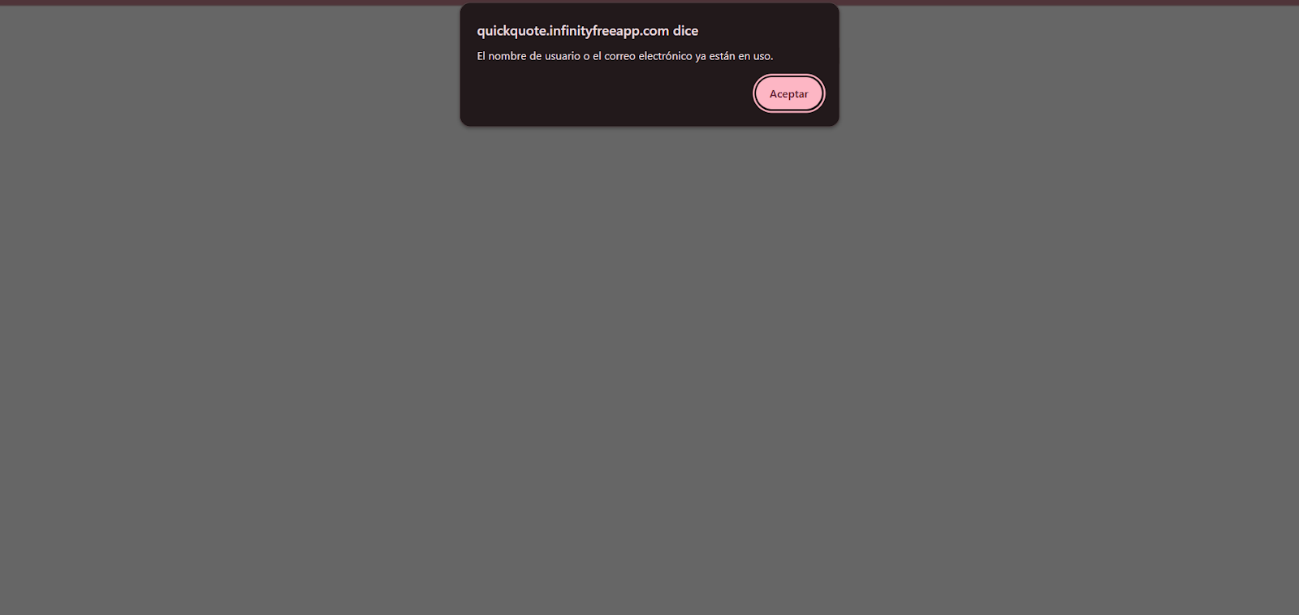 quickquote.infinityfreeapp.com dice
El nombre de usuario o el correo electrónico ya están en uso.
Aceptar